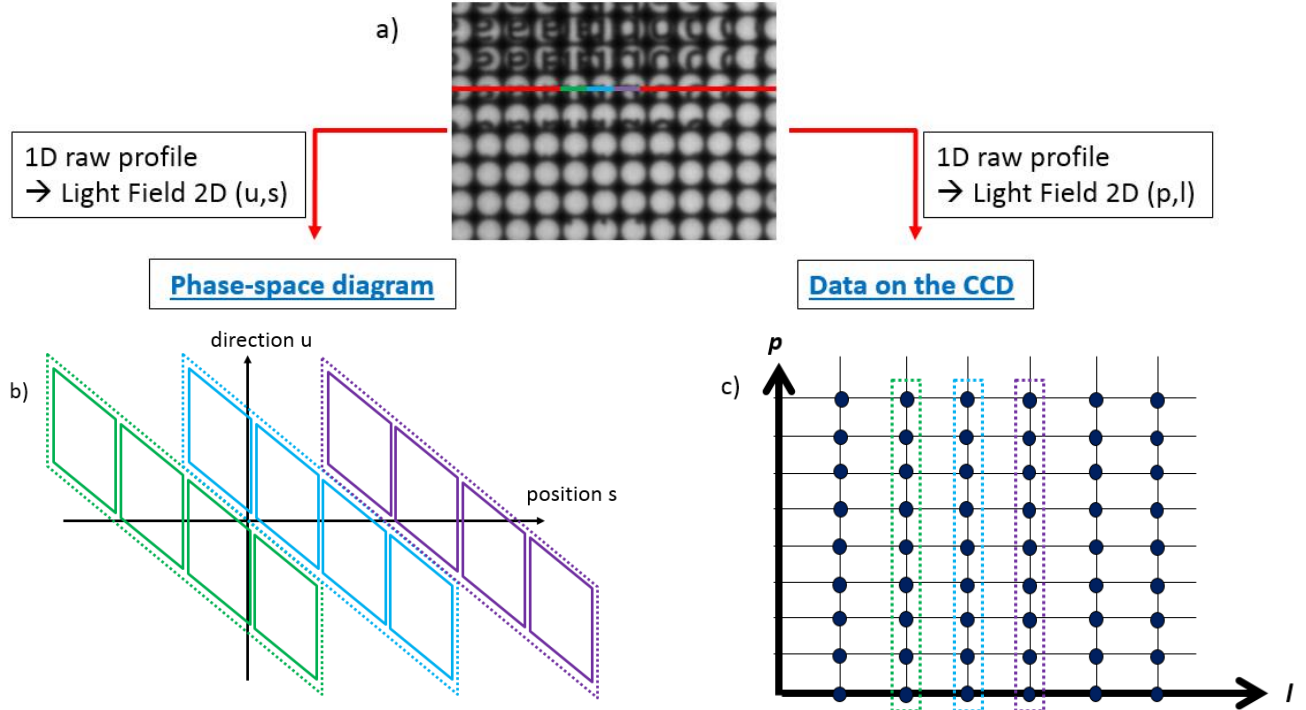 a)
1D raw profile
→ Light Field 2D (u,s)
1D raw profile
→ Light Field 2D (p,l)
Phase-space diagram
Data on the CCD
b)
direction u
position s
c)
p
l